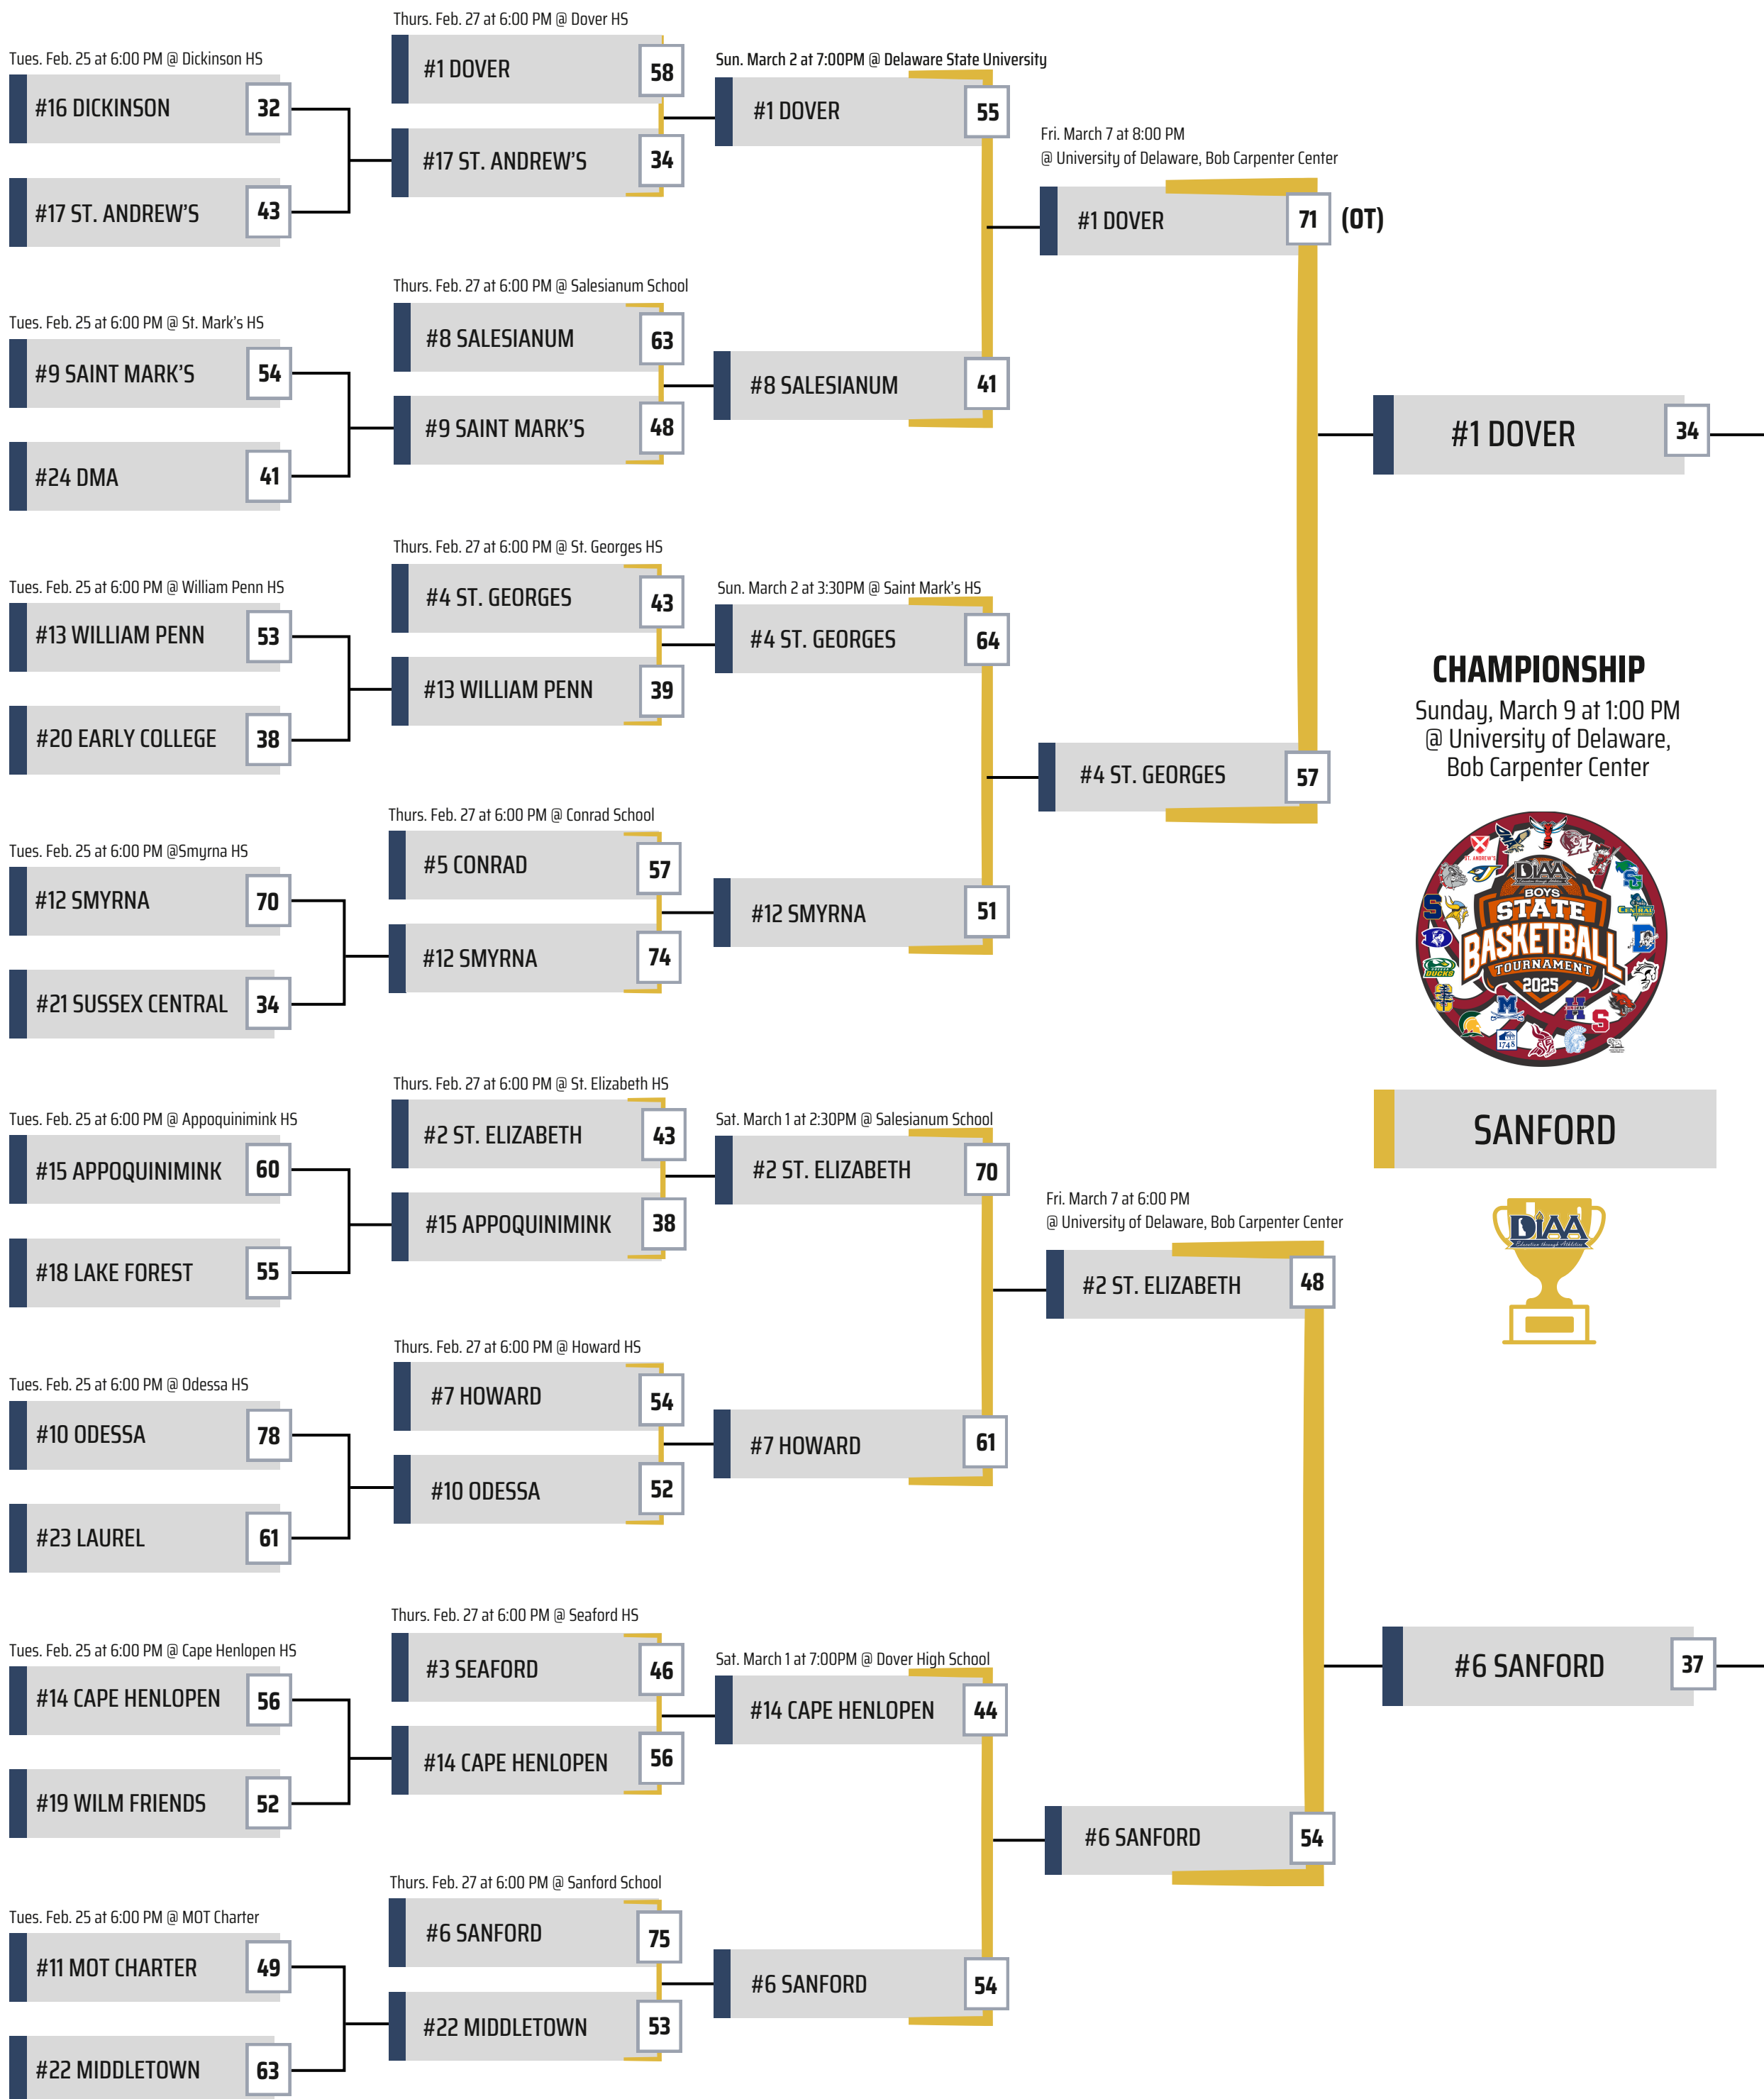 Tues. Feb. 25 at 6:00 PM @ Dickinson HS
#16 DICKINSON 32
#17 ST. ANDREW'S 43
Tues. Feb. 25 at 6:00 PM @ St. Mark's HS
#9 SAINT MARK'S 54
#24 DMA 41
Tues. Feb. 25 at 6:00 PM @ William Penn HS
#13 WILLIAM PENN 53
#20 EARLY COLLEGE 38
Tues. Feb. 25 at 6:00 PM @Smyrna HS
#12 SMYRNA 70
#21 SUSSEX CENTRAL 34
Tues. Feb. 25 at 6:00 PM @ Appoquinimink HS
#15 APPOQUINIMINK 60
#18 LAKE FOREST 55
Tues. Feb. 25 at 6:00 PM @ Odessa HS
#10 ODESSA 78
#23 LAUREL 61
Tues. Feb. 25 at 6:00 PM @ Cape Henlopen HS
#14 CAPE HENLOPEN 56
#19 WILM FRIENDS 52
Tues. Feb. 25 at 6:00 PM @ MOT Charter
#11 MOT CHARTER 49
#22 MIDDLETOWN 63
Thurs. Feb. 27 at 6:00 PM @ Dover HS
#1 DOVER 58
#17 ST. ANDREW'S 34
Thurs. Feb. 27 at 6:00 PM @ Salesianum School
#8 SALESIANUM 63
#9 SAINT MARK'S 48
Thurs. Feb. 27 at 6:00 PM @ St. Georges HS
#4 ST. GEORGES 43
#13 WILLIAM PENN 39
Thurs. Feb. 27 at 6:00 PM @ Conrad School
#5 CONRAD 57
#12 SMYRNA 74
Thurs. Feb. 27 at 6:00 PM @ St. Elizabeth HS
#2 ST. ELIZABETH 43
#15 APPOQUINIMINK 38
Thurs. Feb. 27 at 6:00 PM @ Howard HS
#7 HOWARD 54
#10 ODESSA 52
Thurs. Feb. 27 at 6:00 PM @ Seaford HS
#3 SEAFORD 46
#14 CAPE HENLOPEN 56
Thurs. Feb. 27 at 6:00 PM @ Sanford School
#6 SANFORD 75
#22 MIDDLETOWN 53
Sun. March 2 at 7:00PM @ Delaware State University
#1 DOVER 55
#8 SALESIANUM 41
Sun. March 2 at 3:30PM @ Saint Mark's HS
#4 ST. GEORGES 64
#12 SMYRNA 51
Sat. March 1 at 2:30PM @ Salesianum School
#2 ST. ELIZABETH 70
#7 HOWARD 61
Sat. March 1 at 7:00PM @ Dover High School
#14 CAPE HENLOPEN 44
#6 SANFORD 54
Fri. March 7 at 8:00 PM
@ University of Delaware, Bob Carpenter Center
#1 DOVER 71 (OT)
#4 ST. GEORGES 57
Fri. March 7 at 6:00 PM
@ University of Delaware, Bob Carpenter Center
#2 ST. ELIZABETH 48
#6 SANFORD 54
#1 DOVER 34
CHAMPIONSHIP
Sunday, March 9 at 1:00 PM
@ University of Delaware,
Bob Carpenter Center
DIAA
BOYS
STATE
BASKETBALL
TOURNAMENT
2025
ST. ANDREW'S
CENTRAL
BUCKS
1748
SANFORD
DIAA
Education through Athletics
#6 SANFORD 37